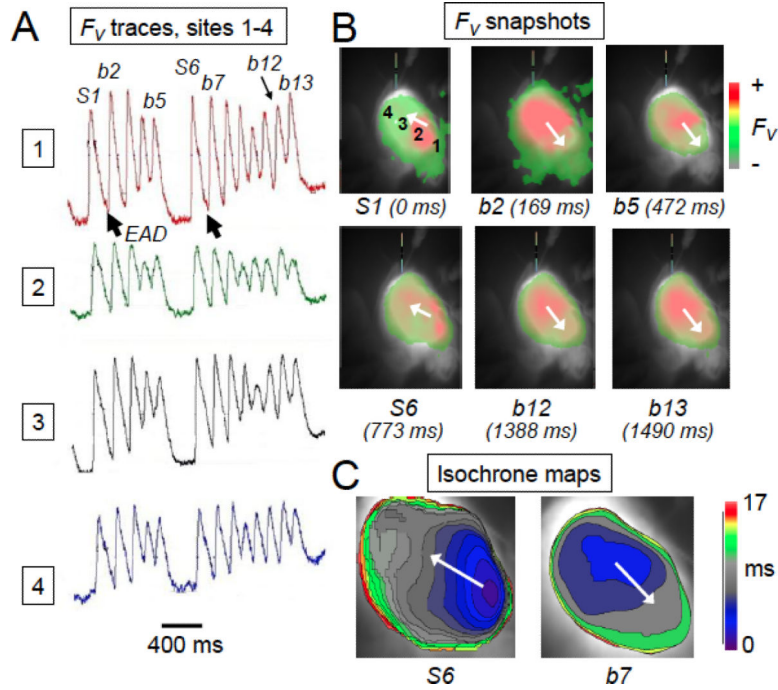 A
F_V traces, sites 1-4
S1
b2
b5
S6
b7
b12
b13
1
EAD
2
3
4
400 ms
B
F_V snapshots
4
3
2
1
S1 (0 ms)
b2 (169 ms)
b5 (472 ms)
+
F_V
-
S6
(773 ms)
b12
(1388 ms)
b13
(1490 ms)
C
Isochrone maps
17
ms
0
S6
b7